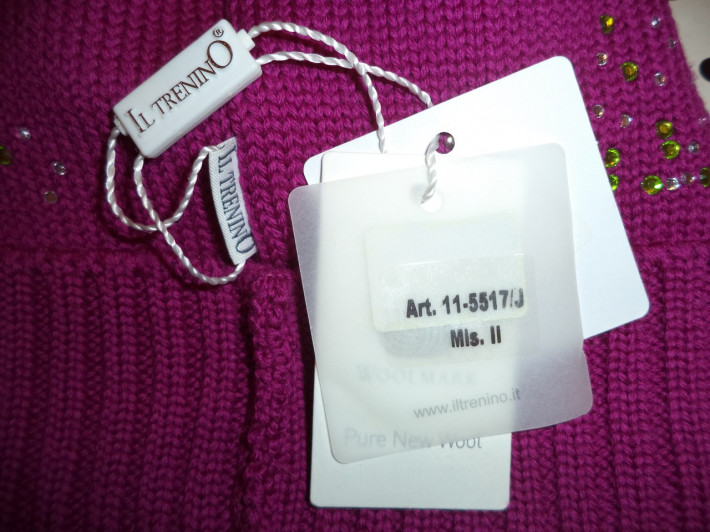 IL TRENINO®
IL TRENINO
Art. 11-5517/J
Mis. II
WOOLMARK
www.iltrenino.it
Pure New Wool